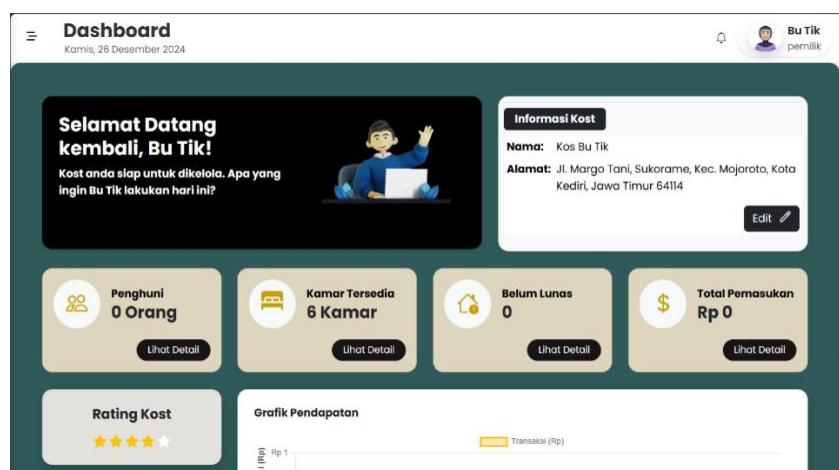 Dashboard
Kamis, 26 Desember 2024
Bu Tik
pemilik
Selamat Datang
kembali, Bu Tik!
Kost anda siap untuk dikelola. Apa yang
ingin Bu Tik lakukan hari ini?
Informasi Kost
Nama: Kos Bu Tik
Alamat: Jl. Margo Tani, Sukorame, Kec. Mojoroto, Kota
Kediri, Jawa Timur 64114
Edit
Penghuni
0 Orang
Lihat Detail
Kamar Tersedia
6 Kamar
Lihat Detail
Belum Lunas
0
Lihat Detail
Total Pemasukan
Rp 0
Lihat Detail
Rating Kost
Grafik Pendapatan
Transaksi (Rp)
Rp 1
(Rp)